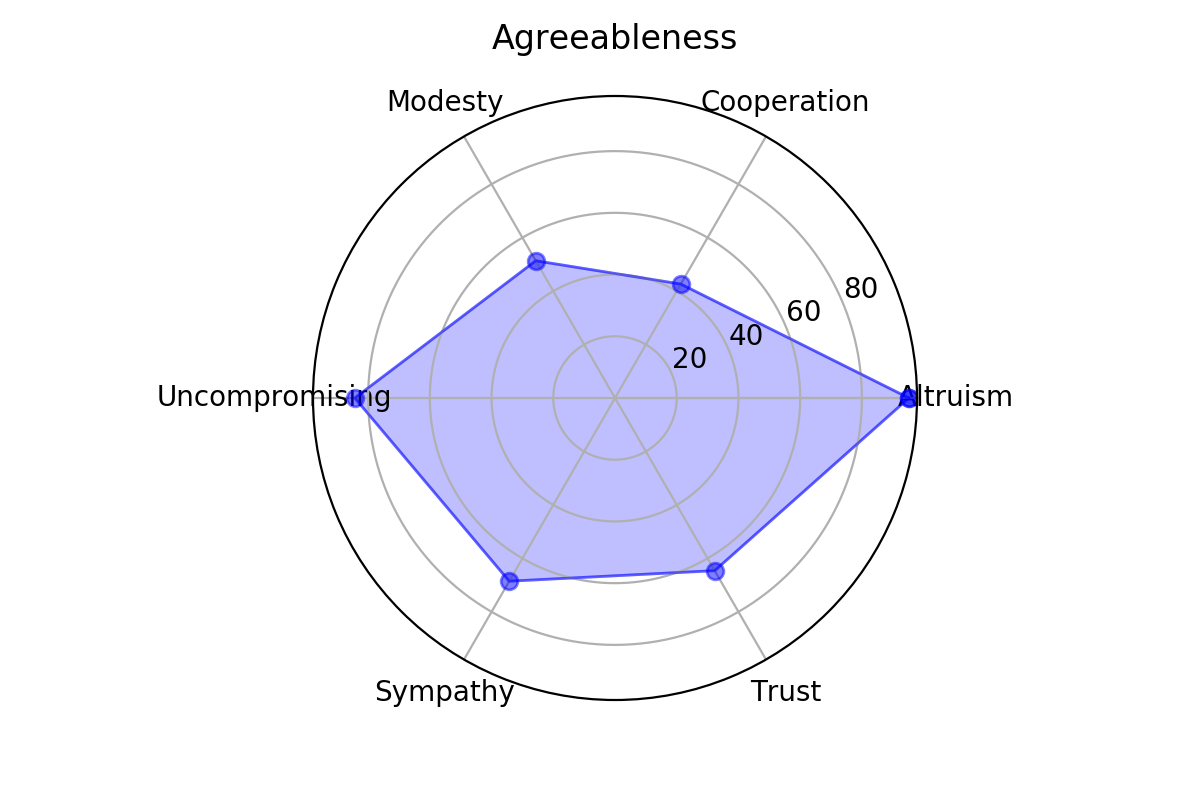 Agreeableness
Modesty
Cooperation
80
60
40
20
Uncompromising
Altruism
Sympathy
Trust